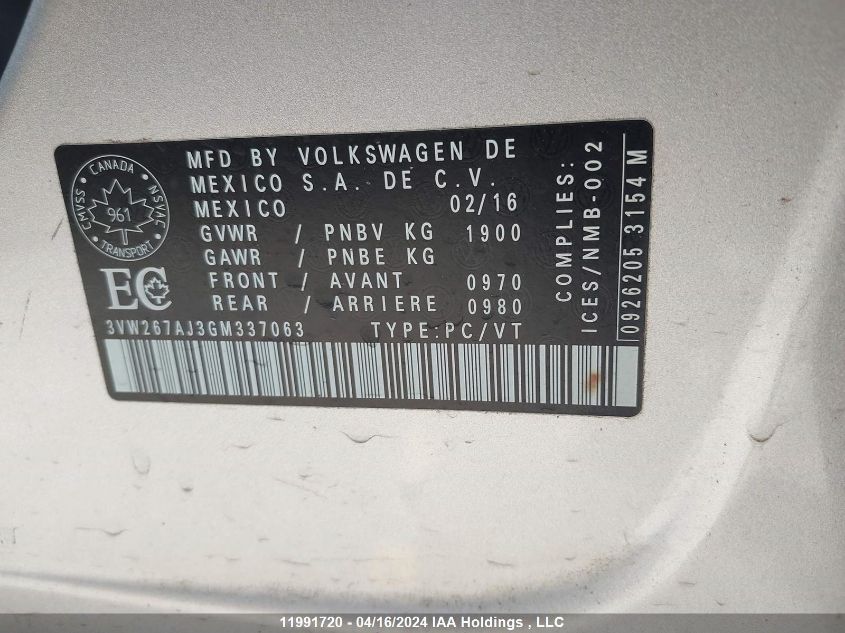 CANADA
CMVSS
NSVAC
961
TRANSPORT
MFD BY VOLKSWAGEN DE
MEXICO S.A. DE C.V.
MEXICO 02/16
GVWR / PNBV KG 1900
GAWR / PNBE KG
FRONT / AVANT 0970
REAR / ARRIERE 0980
EC
3VW267AJ3GM337063 TYPE:PC/VT
COMPLIES:
ICES/NMB-002
0926205 3154M
11991720 - 04/16/2024 IAA Holdings , LLC